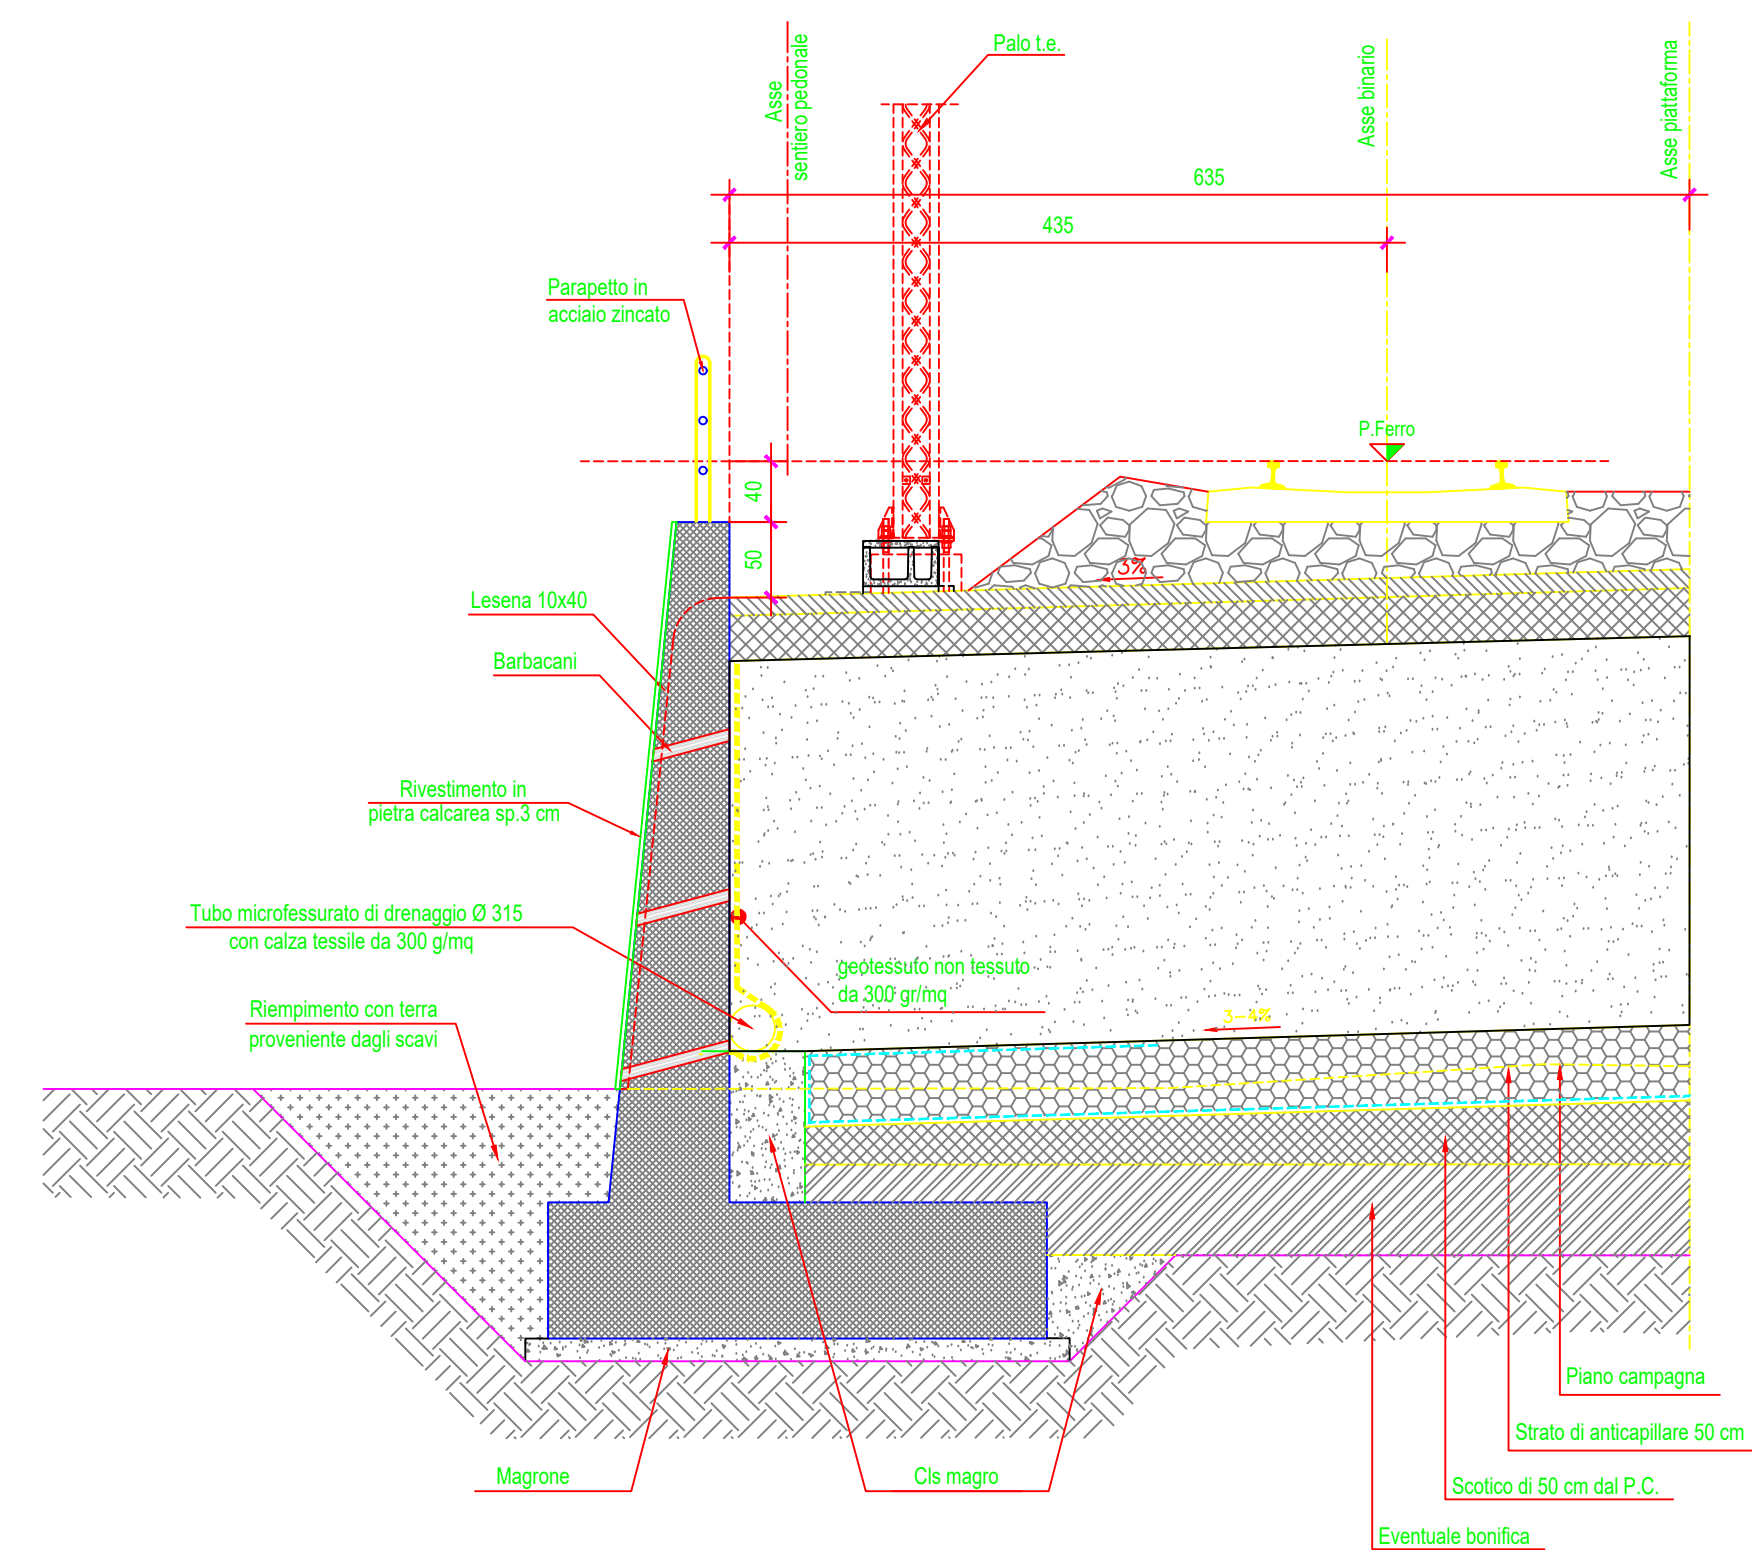 Palo t.e.
Asse
sentiero pedonale
Asse binario
Asse piattaforma
635
435
Parapetto in
acciaio zincato
P.Ferro
40
50
3%
Lesena 10x40
Barbacani
Rivestimento in
pietra calcarea sp.3 cm
Tubo microfessurato di drenaggio Ø 315
con calza tessile da 300 g/mq
geotessuto non tessuto
da 300 gr/mq
Riempimento con terra
proveniente dagli scavi
3-4%
Piano campagna
Strato di anticapillare 50 cm
Magrone
Cls magro
Scotico di 50 cm dal P.C.
Eventuale bonifica